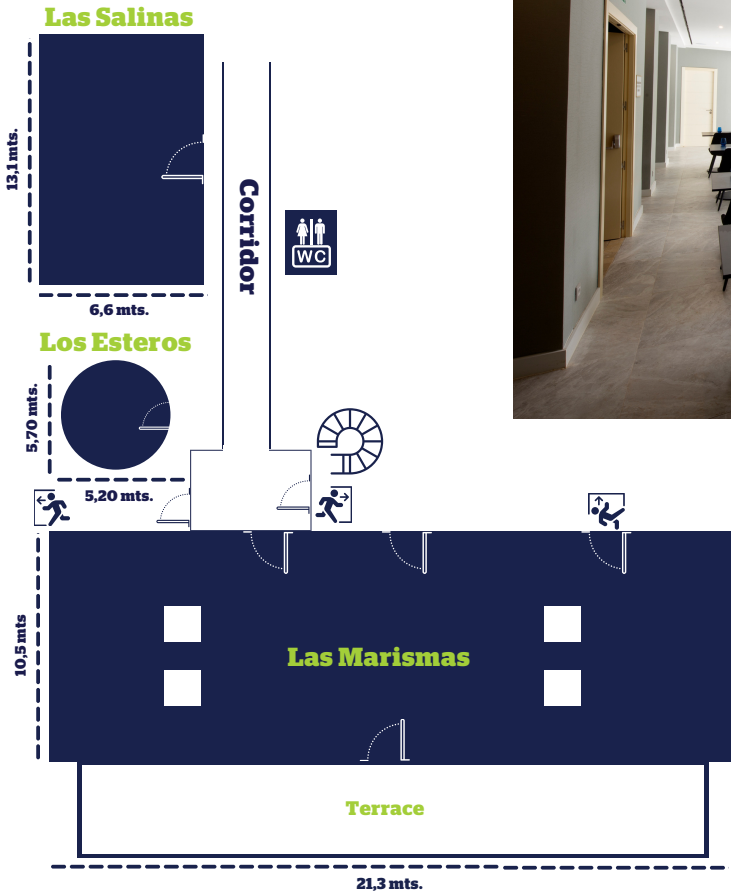 Las Salinas
13,1 mts.
6,6 mts.
Corridor
WC
Los Esteros
5,70 mts.
5,20 mts.
10,5 mts
Las Marismas
Terrace
21,3 mts.